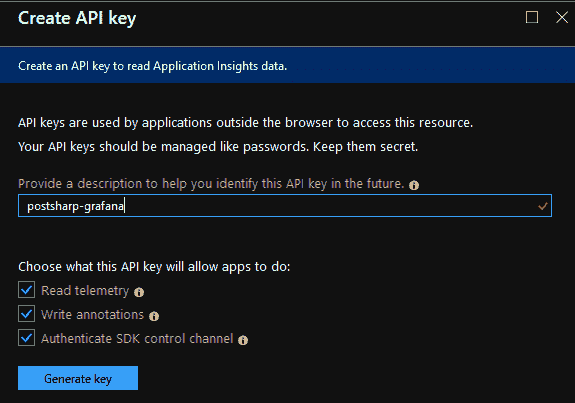 Create API key
Create an API key to read Application Insights data.
API keys are used by applications outside the browser to access this resource.
Your API keys should be managed like passwords. Keep them secret.
Provide a description to help you identify this API key in the future.
postsharp-grafana
Choose what this API key will allow apps to do:
Read telemetry
Write annotations
Authenticate SDK control channel
Generate key